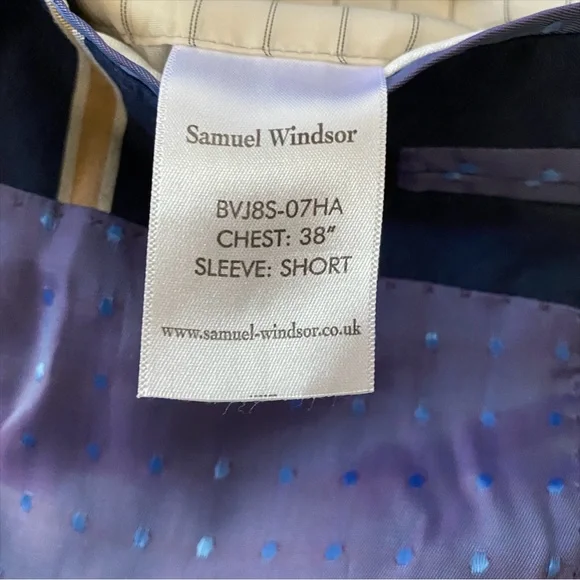 Samuel Windsor
BVJ8S-07HA
CHEST: 38"
SLEEVE: SHORT
www.samuel-windsor.co.uk